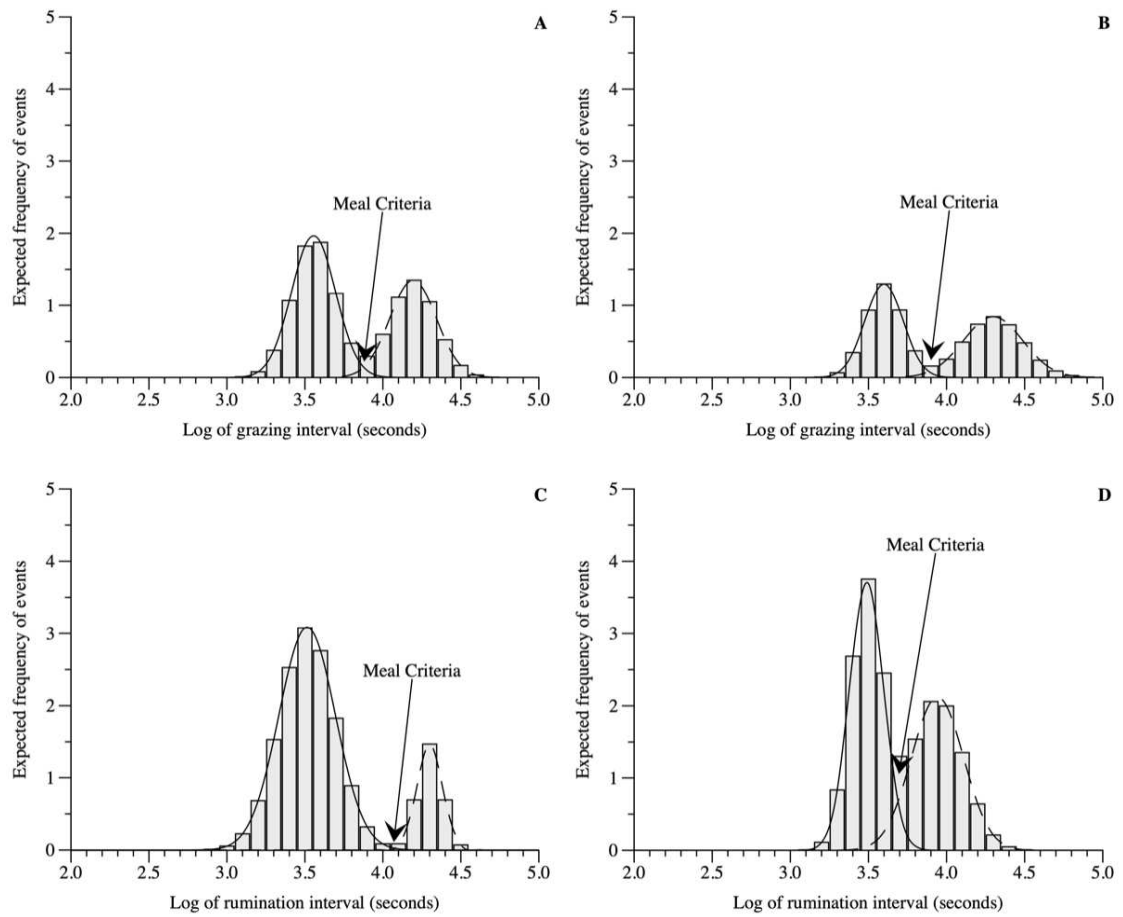 A
5
4
3
2
1
0
Expected frequency of events
Meal Criteria
2.0 2.5 3.0 3.5 4.0 4.5 5.0
Log of grazing interval (seconds)
B
5
4
3
2
1
0
Expected frequency of events
Meal Criteria
2.0 2.5 3.0 3.5 4.0 4.5 5.0
Log of grazing interval (seconds)
C
5
4
3
2
1
0
Expected frequency of events
Meal Criteria
2.0 2.5 3.0 3.5 4.0 4.5 5.0
Log of rumination interval (seconds)
D
5
4
3
2
1
0
Expected frequency of events
Meal Criteria
2.0 2.5 3.0 3.5 4.0 4.5 5.0
Log of rumination interval (seconds)